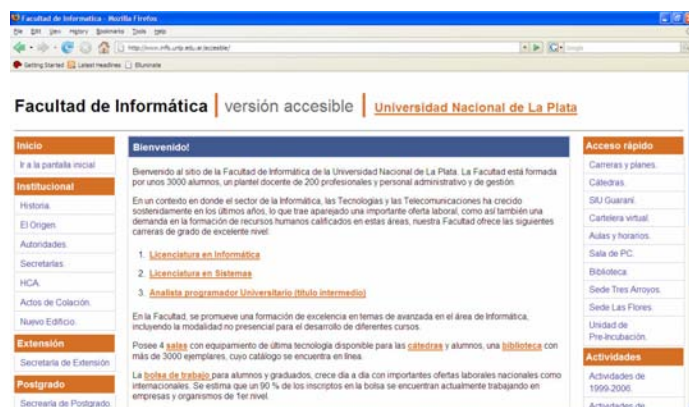 Facultad de Informatica - Mozilla Firefox
File Edit View History Bookmarks Tools Help
http://www.info.unlp.edu.ar/accesible/
Getting Started Latest Headlines Eluminate
Facultad de Informática versión accesible Universidad Nacional de La Plata
Inicio
Ir a la pantalla inicial
Institucional
Historia.
El Origen.
Autoridades.
Secretarías.
HCA.
Actos de Colación.
Nuevo Edificio.
Extensión
Secretaría de Extensión
Postgrado
Secrearía de Postgrado.
Bienvenido!
Bienvenido al sitio de la Facultad de Informática de la Universidad Nacional de La Plata. La Facultad está formada
por unos 3000 alumnos, un plantel docente de 200 profesionales y personal administrativo y de gestión.
En un contexto en donde el sector de la Informática, las Tecnologías y las Telecomunicaciones ha crecido
sostenidamente en los últimos años, lo que trae aparejado una importante oferta laboral, como así también una
demanda en la formación de recursos humanos calificados en estas áreas, nuestra Facultad ofrece las siguientes
carreras de grado de excelente nivel:
1. Licenciatura en Informática
2. Licenciatura en Sistemas
3. Analista programador Universitario (título intermedio)
En la Facultad, se promueve una formación de excelencia en temas de avanzada en el área de Informática,
incluyendo la modalidad no presencial para el desarrollo de diferentes cursos.
Posee 4 salas con equipamiento de última tecnología disponible para las cátedras y alumnos, una biblioteca con
más de 3000 ejemplares, cuyo catálogo se encuentra en línea.
La bolsa de trabajo para alumnos y graduados, crece día a día con importantes ofertas laborales nacionales como
internacionales. Se estima que un 90 % de los inscriptos en la bolsa se encuentran actualmente trabajando en
empresas y organismos de 1er nivel.
Acceso rápido
Carreras y planes.
Cátedras.
SIU Guaraní.
Cartelera virtual.
Aulas y horarios.
Sala de PC.
Biblioteca.
Sede Tres Arroyos.
Sede Las Flores.
Unidad de
Pre-Incubación.
Actividades
Actividades de
1999-2006.
Actividades de